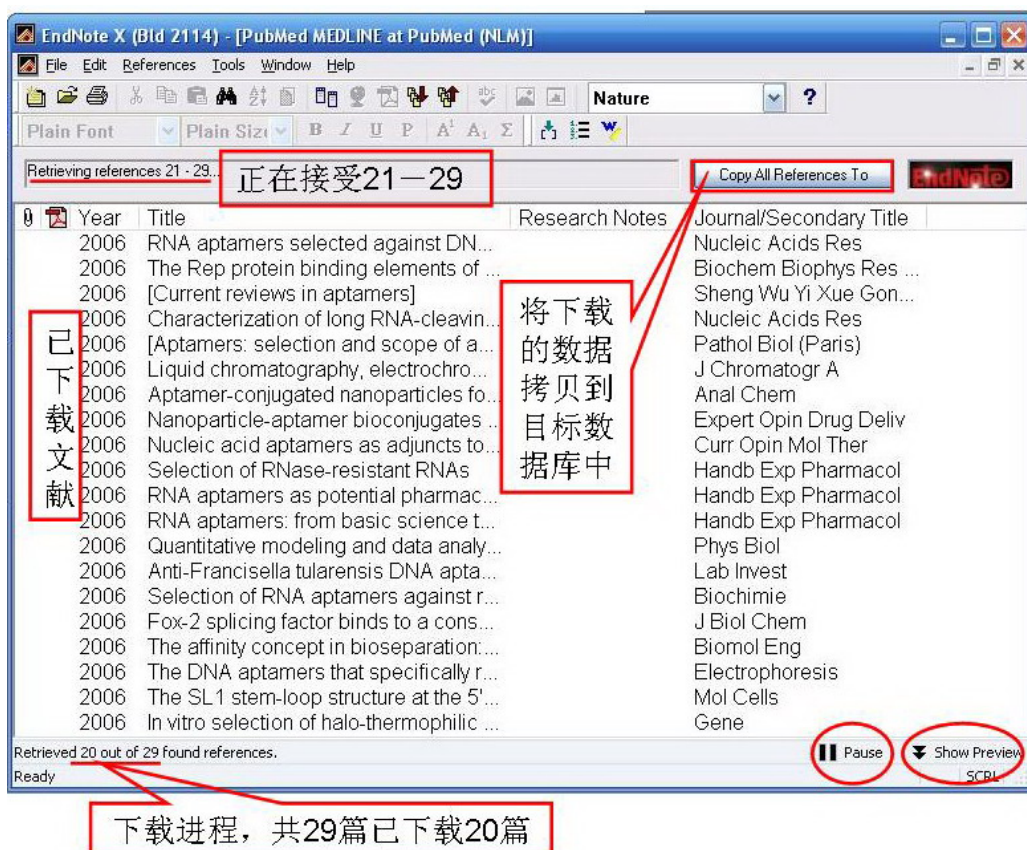 EndNote X (Bld 2114) - [PubMed MEDLINE at PubMed (NLM)]
File Edit References Tools Window Help
Nature
Plain Font Plain Size B I U P A¹ A₁ Σ
Retrieving references 21 - 29...
正在接受21－29
Copy All References To
EndNote
Year Title Research Notes Journal/Secondary Title
2006 RNA aptamers selected against DN... Nucleic Acids Res
2006 The Rep protein binding elements of ... Biochem Biophys Res ...
2006 [Current reviews in aptamers] Sheng Wu Yi Xue Gon...
2006 Characterization of long RNA-cleavin... Nucleic Acids Res
2006 [Aptamers: selection and scope of a... Pathol Biol (Paris)
2006 Liquid chromatography, electrochro... J Chromatogr A
2006 Aptamer-conjugated nanoparticles fo... Anal Chem
2006 Nanoparticle-aptamer bioconjugates ... Expert Opin Drug Deliv
2006 Nucleic acid aptamers as adjuncts to... Curr Opin Mol Ther
2006 Selection of RNase-resistant RNAs Handb Exp Pharmacol
2006 RNA aptamers as potential pharmac... Handb Exp Pharmacol
2006 RNA aptamers: from basic science t... Handb Exp Pharmacol
2006 Quantitative modeling and data analy... Phys Biol
2006 Anti-Francisella tularensis DNA apta... Lab Invest
2006 Selection of RNA aptamers against r... Biochimie
2006 Fox-2 splicing factor binds to a cons... J Biol Chem
2006 The affinity concept in bioseparation:... Biomol Eng
2006 The DNA aptamers that specifically r... Electrophoresis
2006 The SL1 stem-loop structure at the 5'... Mol Cells
2006 In vitro selection of halo-thermophilic ... Gene
已下载文献
将下载
的数据
拷贝到
目标数
据库中
Retrieved 20 out of 29 found references.
Pause
Show Preview
Ready
SCRL
下载进程，共29篇已下载20篇